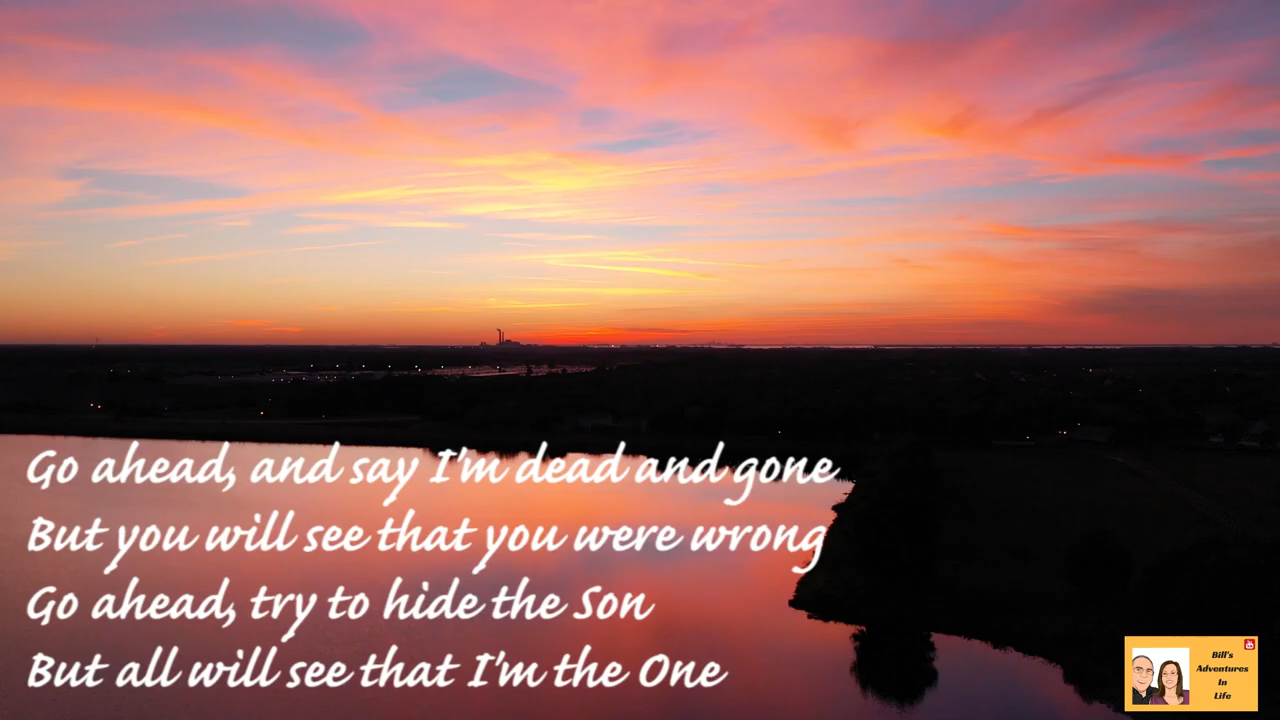 Go ahead, and say I'm dead and gone
But you will see that you were wrong
Go ahead, try to hide the Son
But all will see that I'm the One
Bill's
Adventures
In
Life